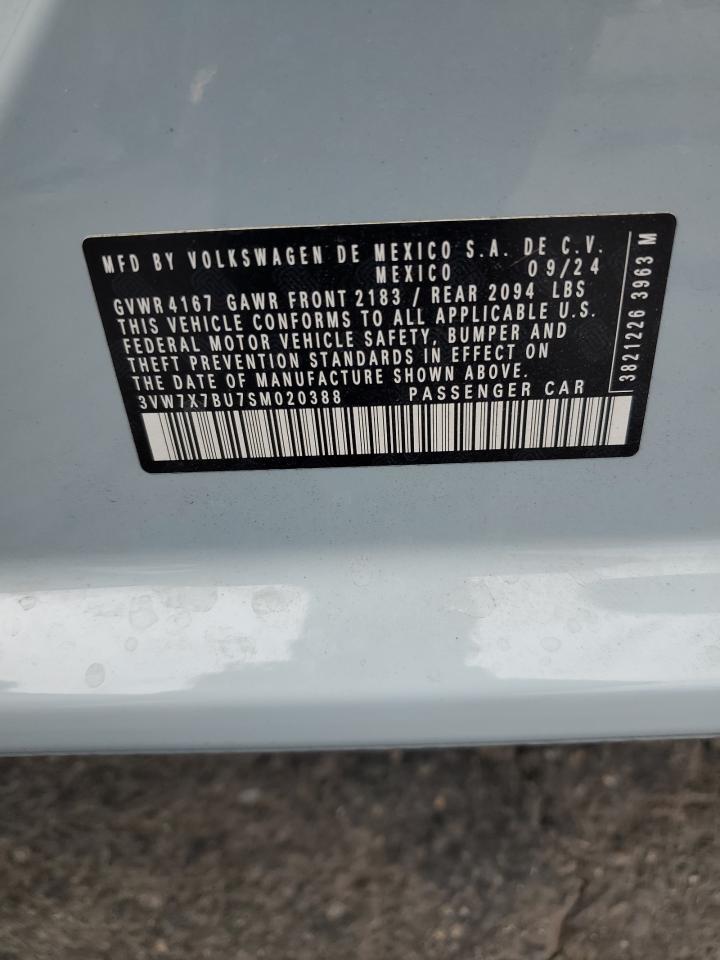 MFD BY VOLKSWAGEN DE MEXICO S.A. DE C.V.
MEXICO 09/24
GVWR 4167 GAWR FRONT 2183 / REAR 2094 LBS
THIS VEHICLE CONFORMS TO ALL APPLICABLE U.S.
FEDERAL MOTOR VEHICLE SAFETY, BUMPER AND
THEFT PREVENTION STANDARDS IN EFFECT ON
THE DATE OF MANUFACTURE SHOWN ABOVE.
3VW7X7BU7SM020388 PASSENGER CAR
3821226 3963 M